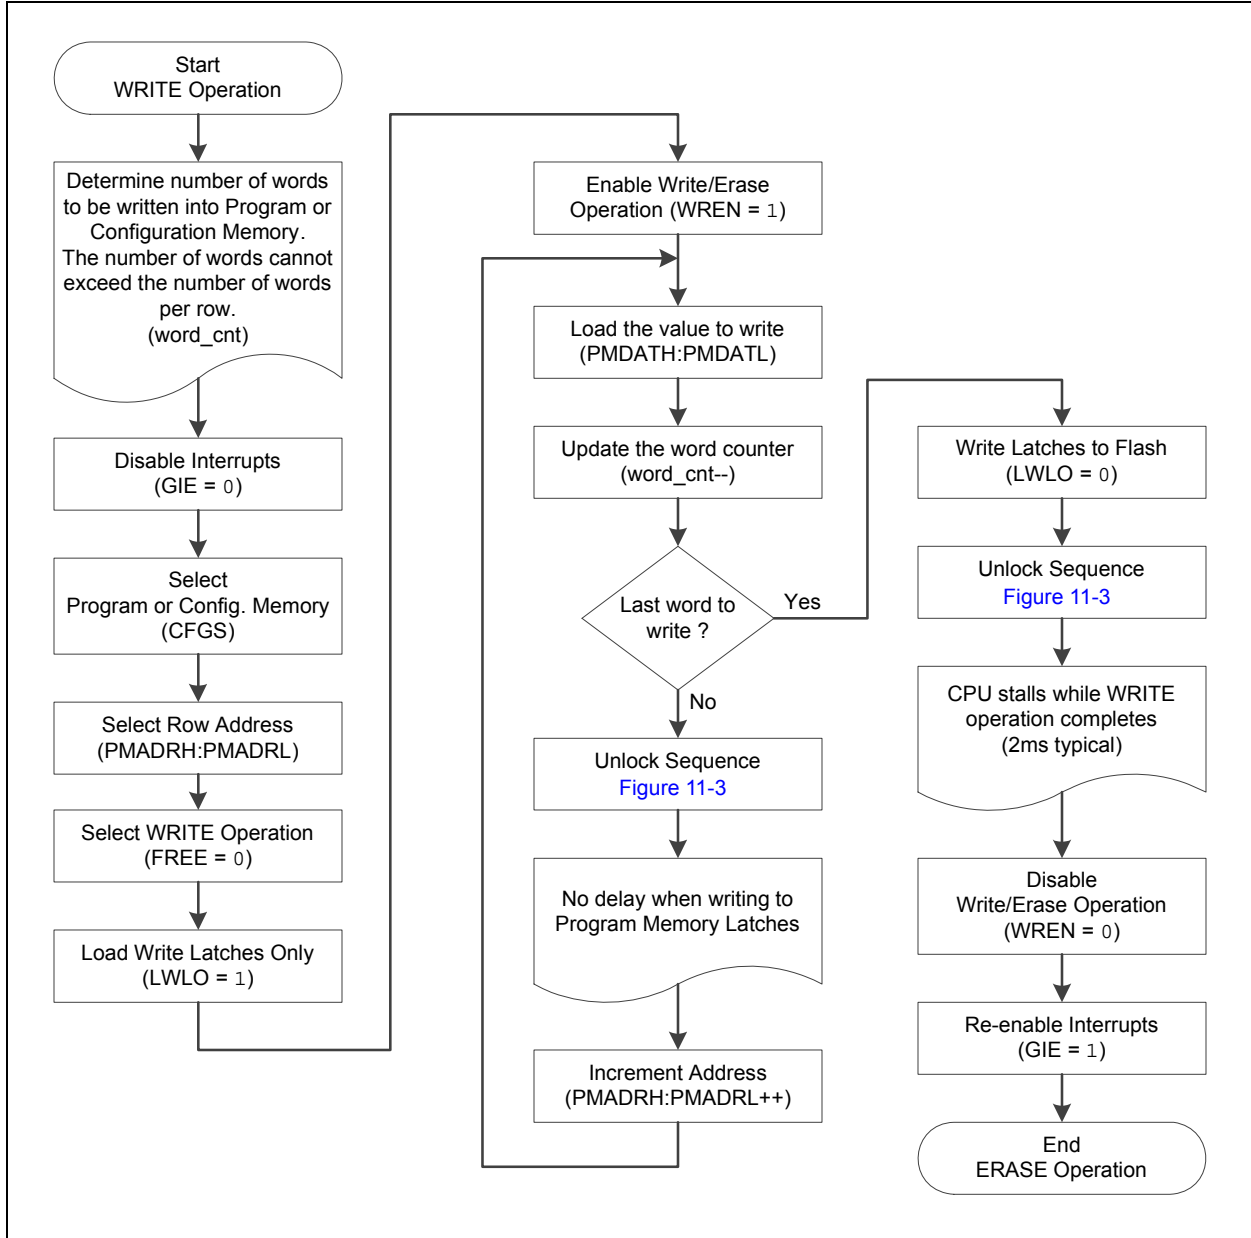 Start
WRITE Operation
Determine number of words
to be written into Program or
Configuration Memory.
The number of words cannot
exceed the number of words
per row.
(word_cnt)
Disable Interrupts
(GIE = 0)
Select
Program or Config. Memory
(CFGS)
Select Row Address
(PMADRH:PMADRL)
Select WRITE Operation
(FREE = 0)
Load Write Latches Only
(LWLO = 1)
Enable Write/Erase
Operation (WREN = 1)
Load the value to write
(PMDATH:PMDATL)
Update the word counter
(word_cnt--)
Last word to
write ?
Yes
No
Unlock Sequence
Figure 11-3
No delay when writing to
Program Memory Latches
Increment Address
(PMADRH:PMADRL++)
Write Latches to Flash
(LWLO = 0)
Unlock Sequence
Figure 11-3
CPU stalls while WRITE
operation completes
(2ms typical)
Disable
Write/Erase Operation
(WREN = 0)
Re-enable Interrupts
(GIE = 1)
End
ERASE Operation